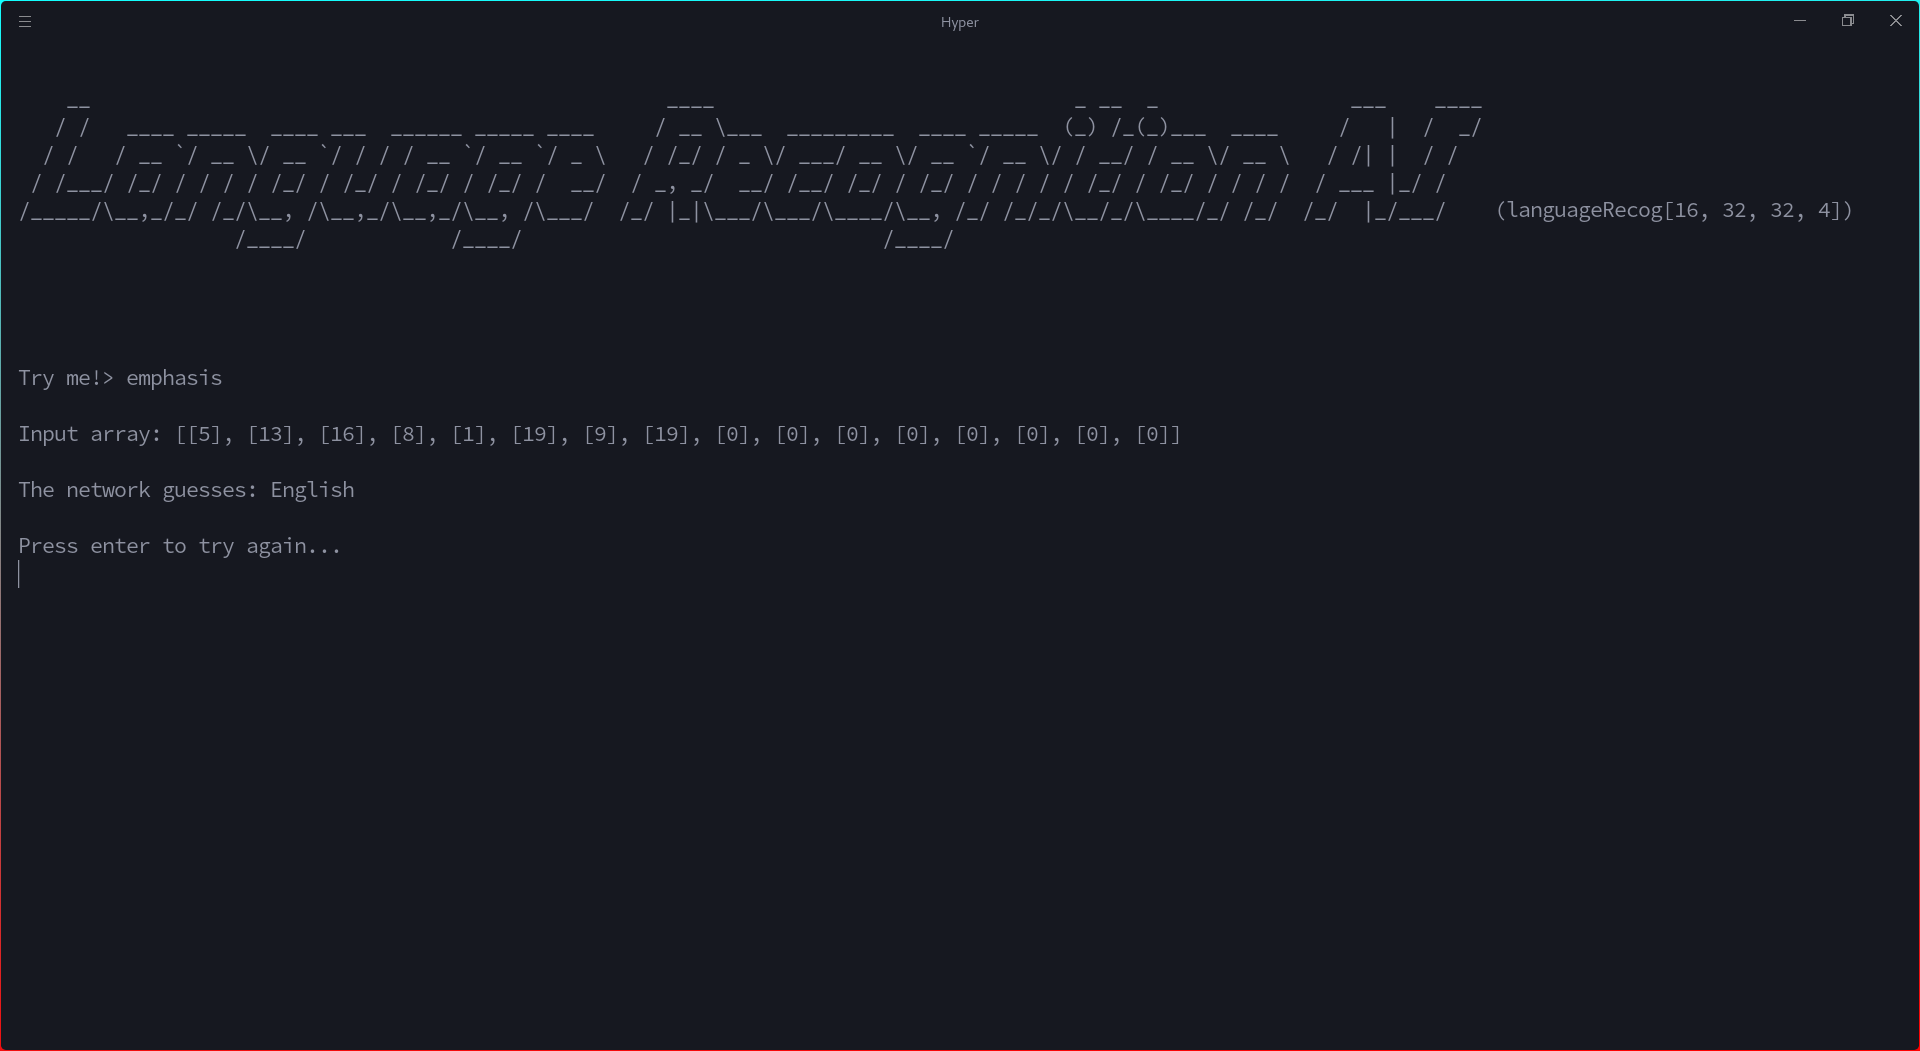 Hyper
Language Recognition AI (languageRecog[16, 32, 32, 4])
Try me!> emphasis
Input array: [[5], [13], [16], [8], [1], [19], [9], [19], [0], [0], [0], [0], [0], [0], [0], [0]]
The network guesses: English
Press enter to try again...